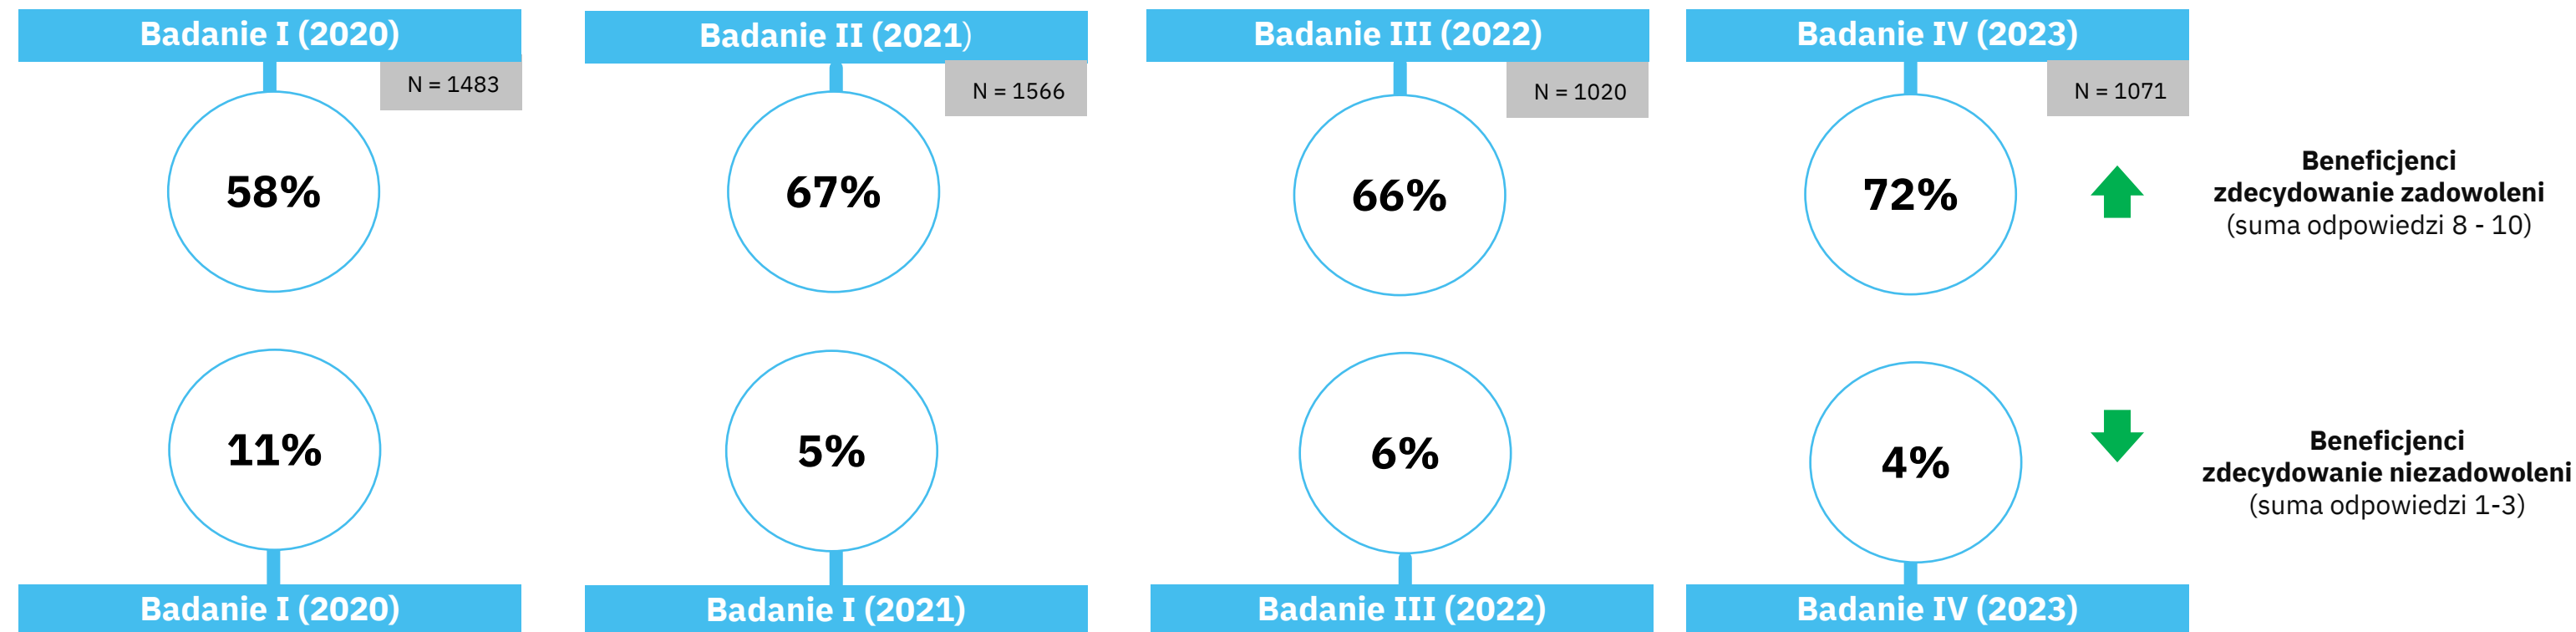 Badanie I (2020)
Badanie II (2021)
Badanie III (2022)
Badanie IV (2023)
N = 1483
N = 1566
N = 1020
N = 1071
58%
67%
66%
72%
Beneficjenci
zdecydowanie zadowoleni
(suma odpowiedzi 8 - 10)
11%
5%
6%
4%
Beneficjenci
zdecydowanie niezadowoleni
(suma odpowiedzi 1-3)
Badanie I (2020)
Badanie I (2021)
Badanie III (2022)
Badanie IV (2023)